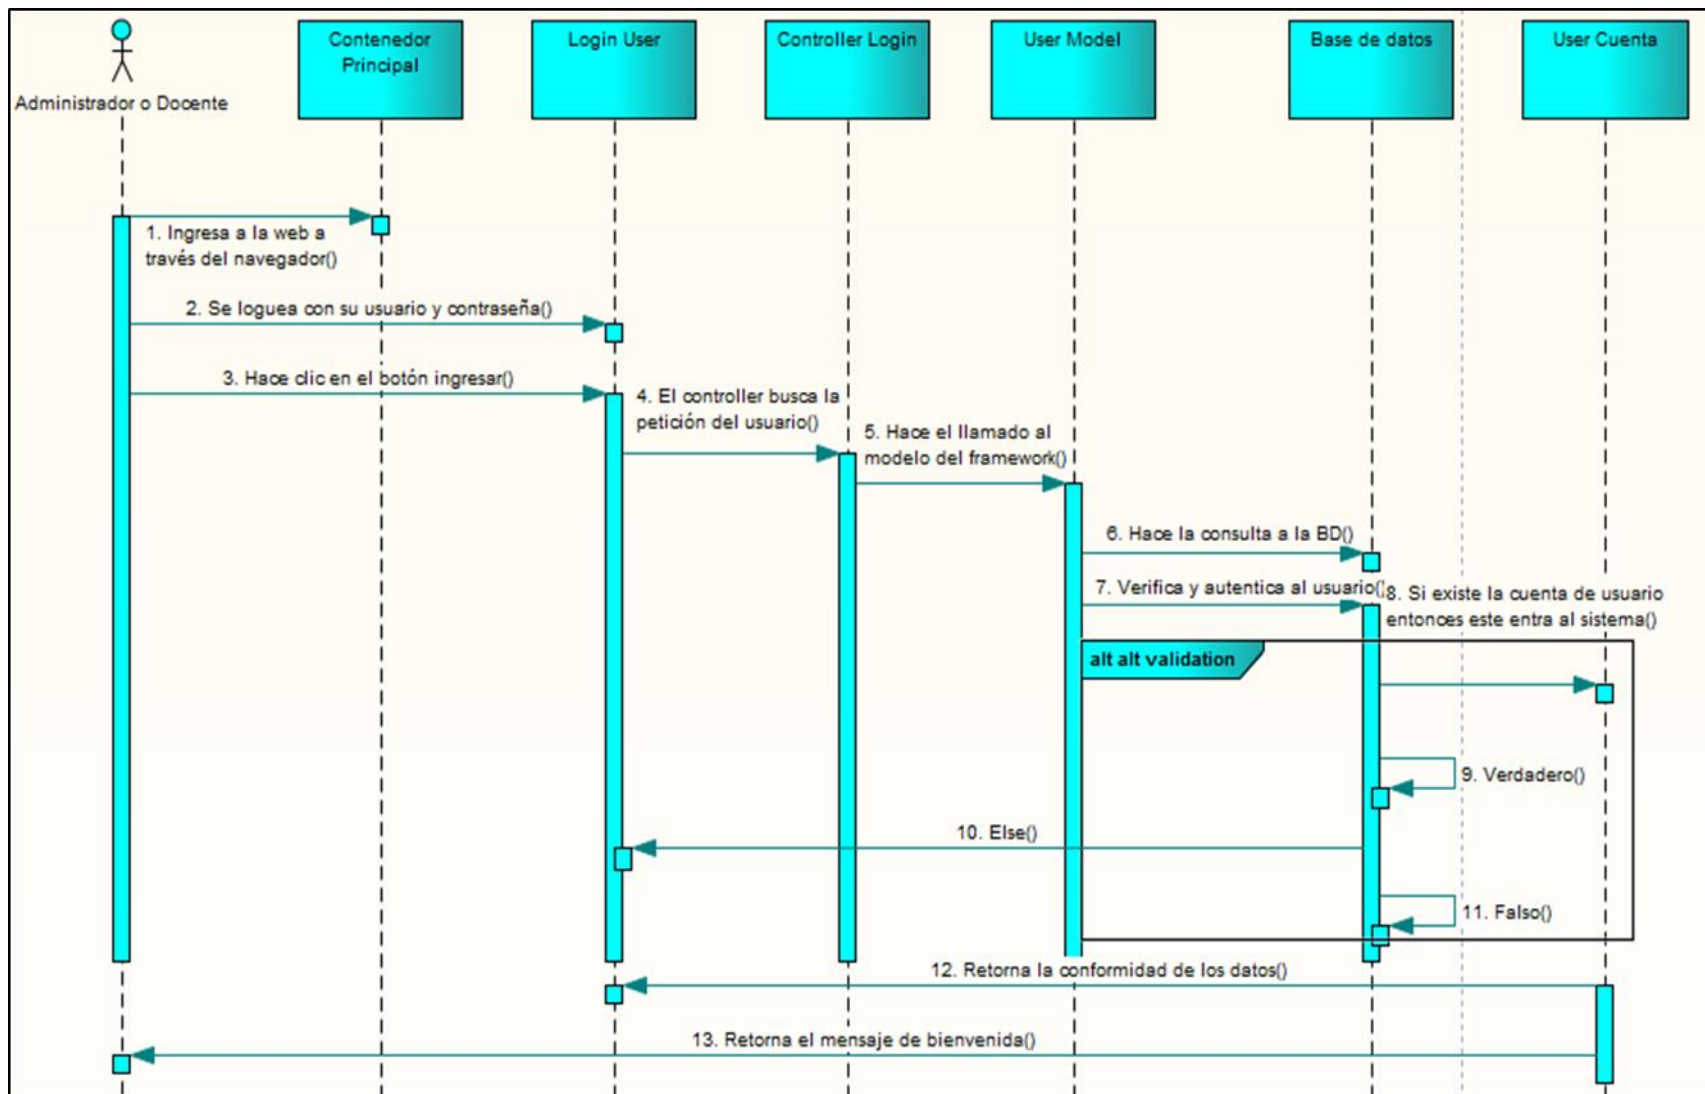 Contenedor
Principal
Login User
Controller Login
User Model
Base de datos
User Cuenta
Administrador o Docente
1. Ingresa a la web a
través del navegador()
2. Se loguea con su usuario y contraseña()
3. Hace clic en el botón ingresar()
4. El controller busca la
petición del usuario()
5. Hace el llamado al
modelo del framework()
6. Hace la consulta a la BD()
7. Verifica y autentica al usuario()
8. Si existe la cuenta de usuario
entonces este entra al sistema()
alt alt validation
9. Verdadero()
10. Else()
11. Falso()
12. Retorna la conformidad de los datos()
13. Retorna el mensaje de bienvenida()